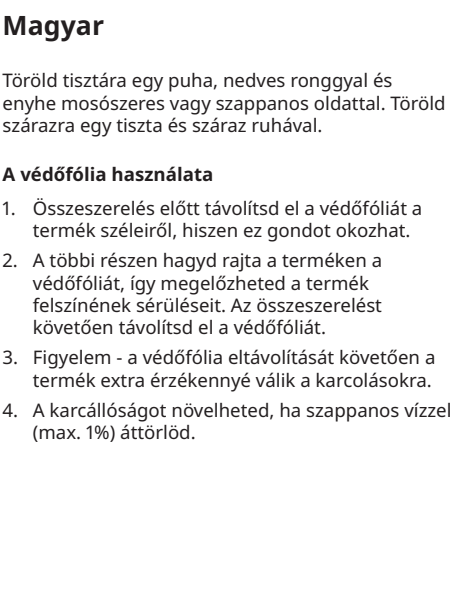 Magyar
Töröld tisztára egy puha, nedves ronggyal és
enyhe mosószeres vagy szappanos oldattal. Töröld
szárazra egy tiszta és száraz ruhával.
A védőfólia használata
1. Összeszerelés előtt távolítsd el a védőfóliát a
termék széleiről, hiszen ez gondot okozhat.
2. A többi részen hagyd rajta a terméken a
védőfóliát, így megelőzheted a termék
felszínének sérüléseit. Az összeszerelést
követően távolítsd el a védőfóliát.
3. Figyelem - a védőfólia eltávolítását követően a
termék extra érzékennyé válik a karcolásokra.
4. A karcállóságot növelheted, ha szappanos vízzel
(max. 1%) áttörlöd.